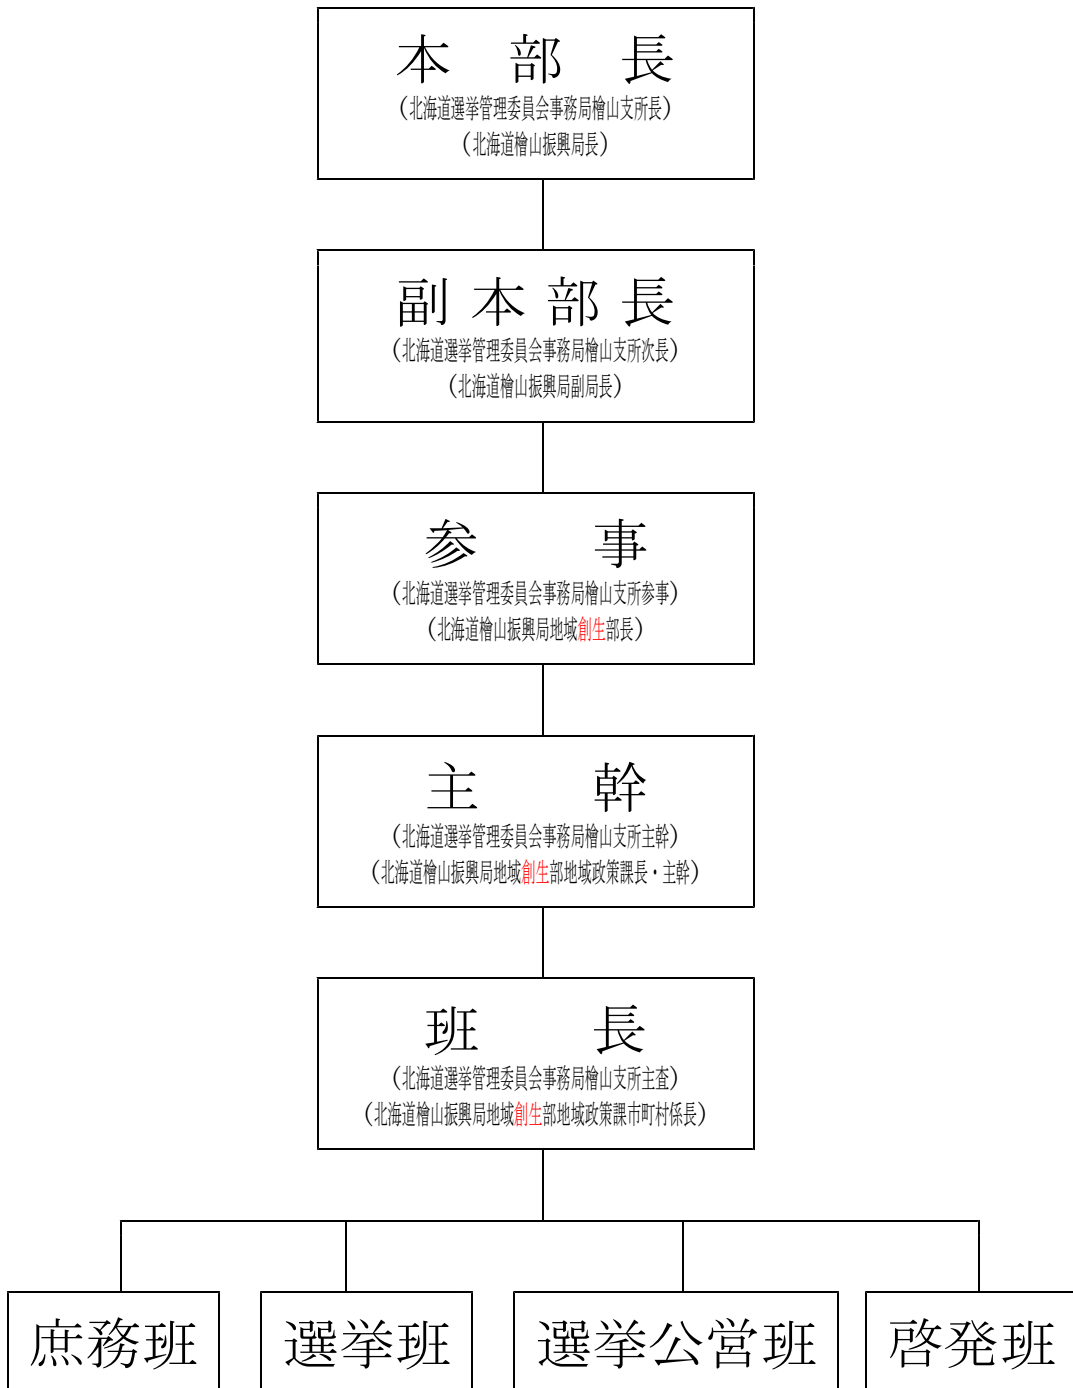 本部長
（北海道選挙管理委員会事務局檜山支所長）
（北海道檜山振興局長）
副本部長
（北海道選挙管理委員会事務局檜山支所次長）
（北海道檜山振興局副局長）
参事
（北海道選挙管理委員会事務局檜山支所参事）
（北海道檜山振興局地域創生部長）
主幹
（北海道選挙管理委員会事務局檜山支所主幹）
（北海道檜山振興局地域創生部地域政策課長・主幹）
班長
（北海道選挙管理委員会事務局檜山支所主査）
（北海道檜山振興局地域創生部地域政策課市町村係長）
庶務班 選挙班 選挙公営班 啓発班